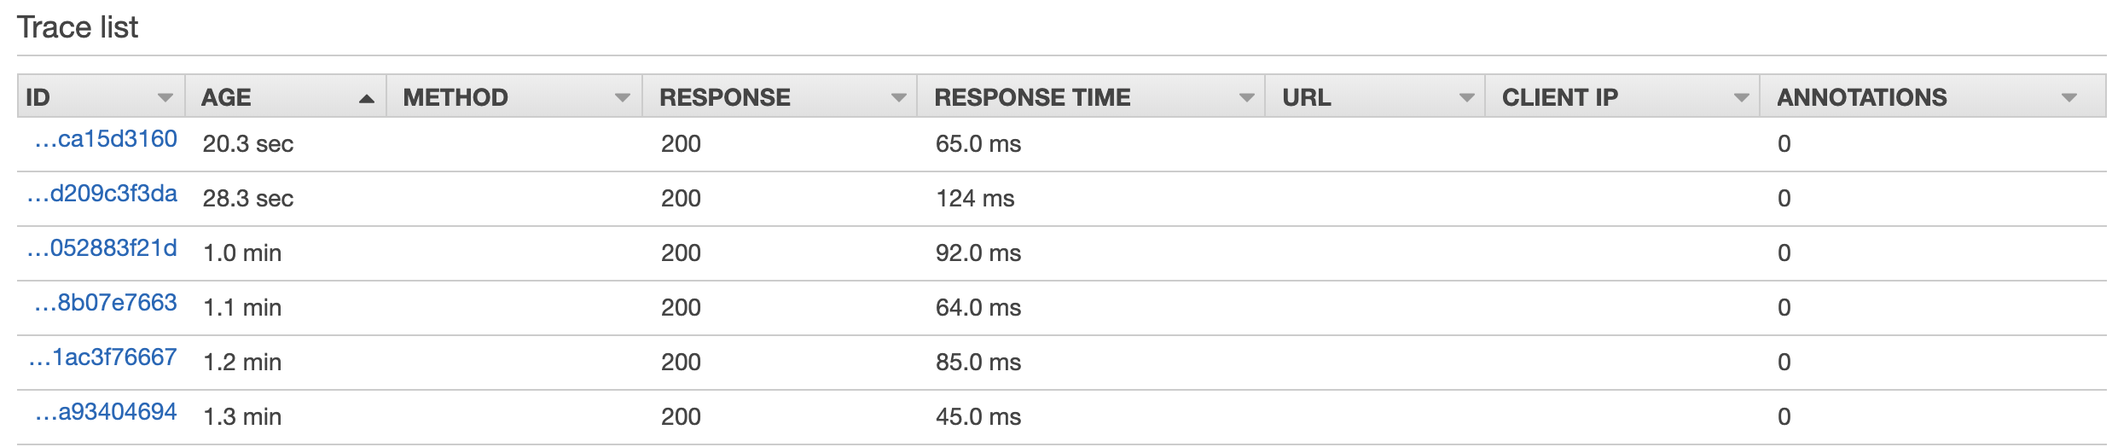 Trace list
ID AGE METHOD RESPONSE RESPONSE TIME URL CLIENT IP ANNOTATIONS
...ca15d3160 20.3 sec 200 65.0 ms 0
...d209c3f3da 28.3 sec 200 124 ms 0
...052883f21d 1.0 min 200 92.0 ms 0
...8b07e7663 1.1 min 200 64.0 ms 0
...1ac3f76667 1.2 min 200 85.0 ms 0
...a93404694 1.3 min 200 45.0 ms 0